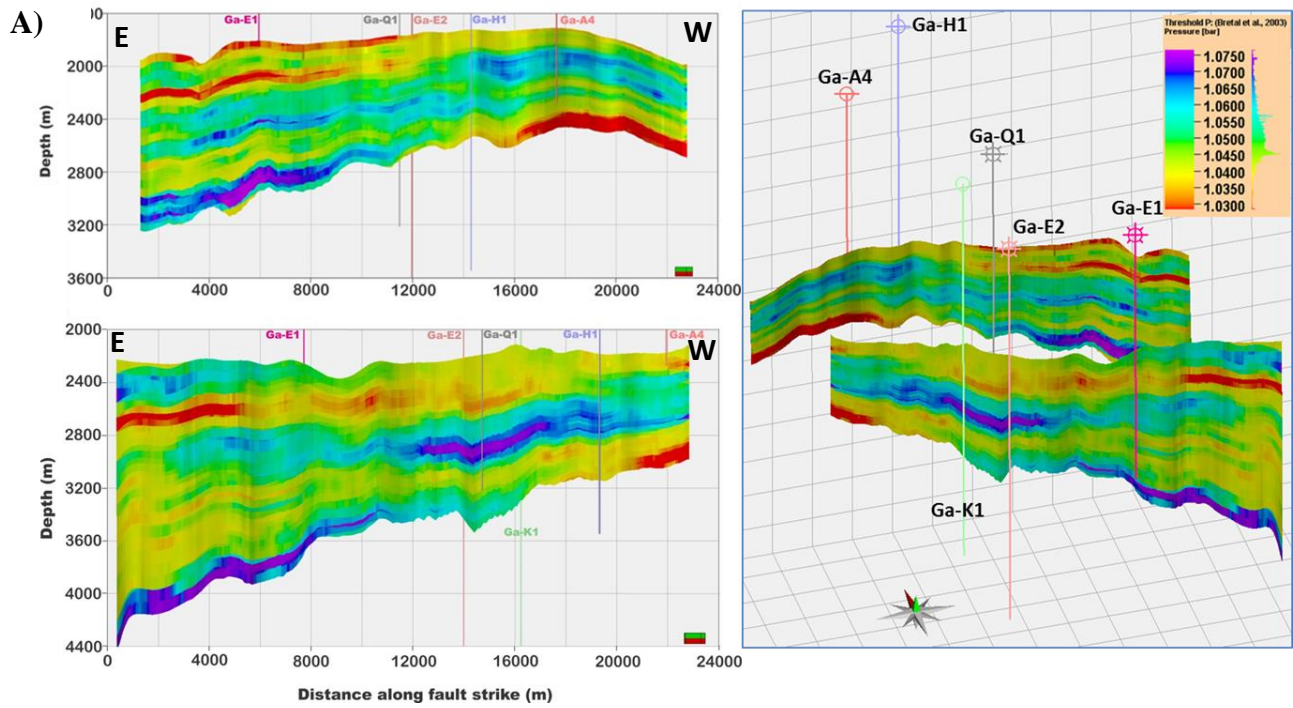 A)
E
Ga-E1
Ga-Q1
Ga-E2
Ga-H1
Ga-A4
W
2000
2400
2800
3200
3600
Depth (m)
0
4000
8000
12000
16000
20000
24000
E
Ga-E1
Ga-E2
Ga-Q1
Ga-H1
Ga-A4
W
2000
2400
2800
3200
3600
4000
4400
Depth (m)
Ga-K1
0
4000
8000
12000
16000
20000
24000
Distance along fault strike (m)
Ga-H1
Ga-A4
Ga-Q1
Ga-E1
Ga-E2
Ga-K1
Threshold P: (Bretal et al., 2003)
Pressure [bar]
1.0750
1.0700
1.0650
1.0600
1.0550
1.0500
1.0450
1.0400
1.0350
1.0300